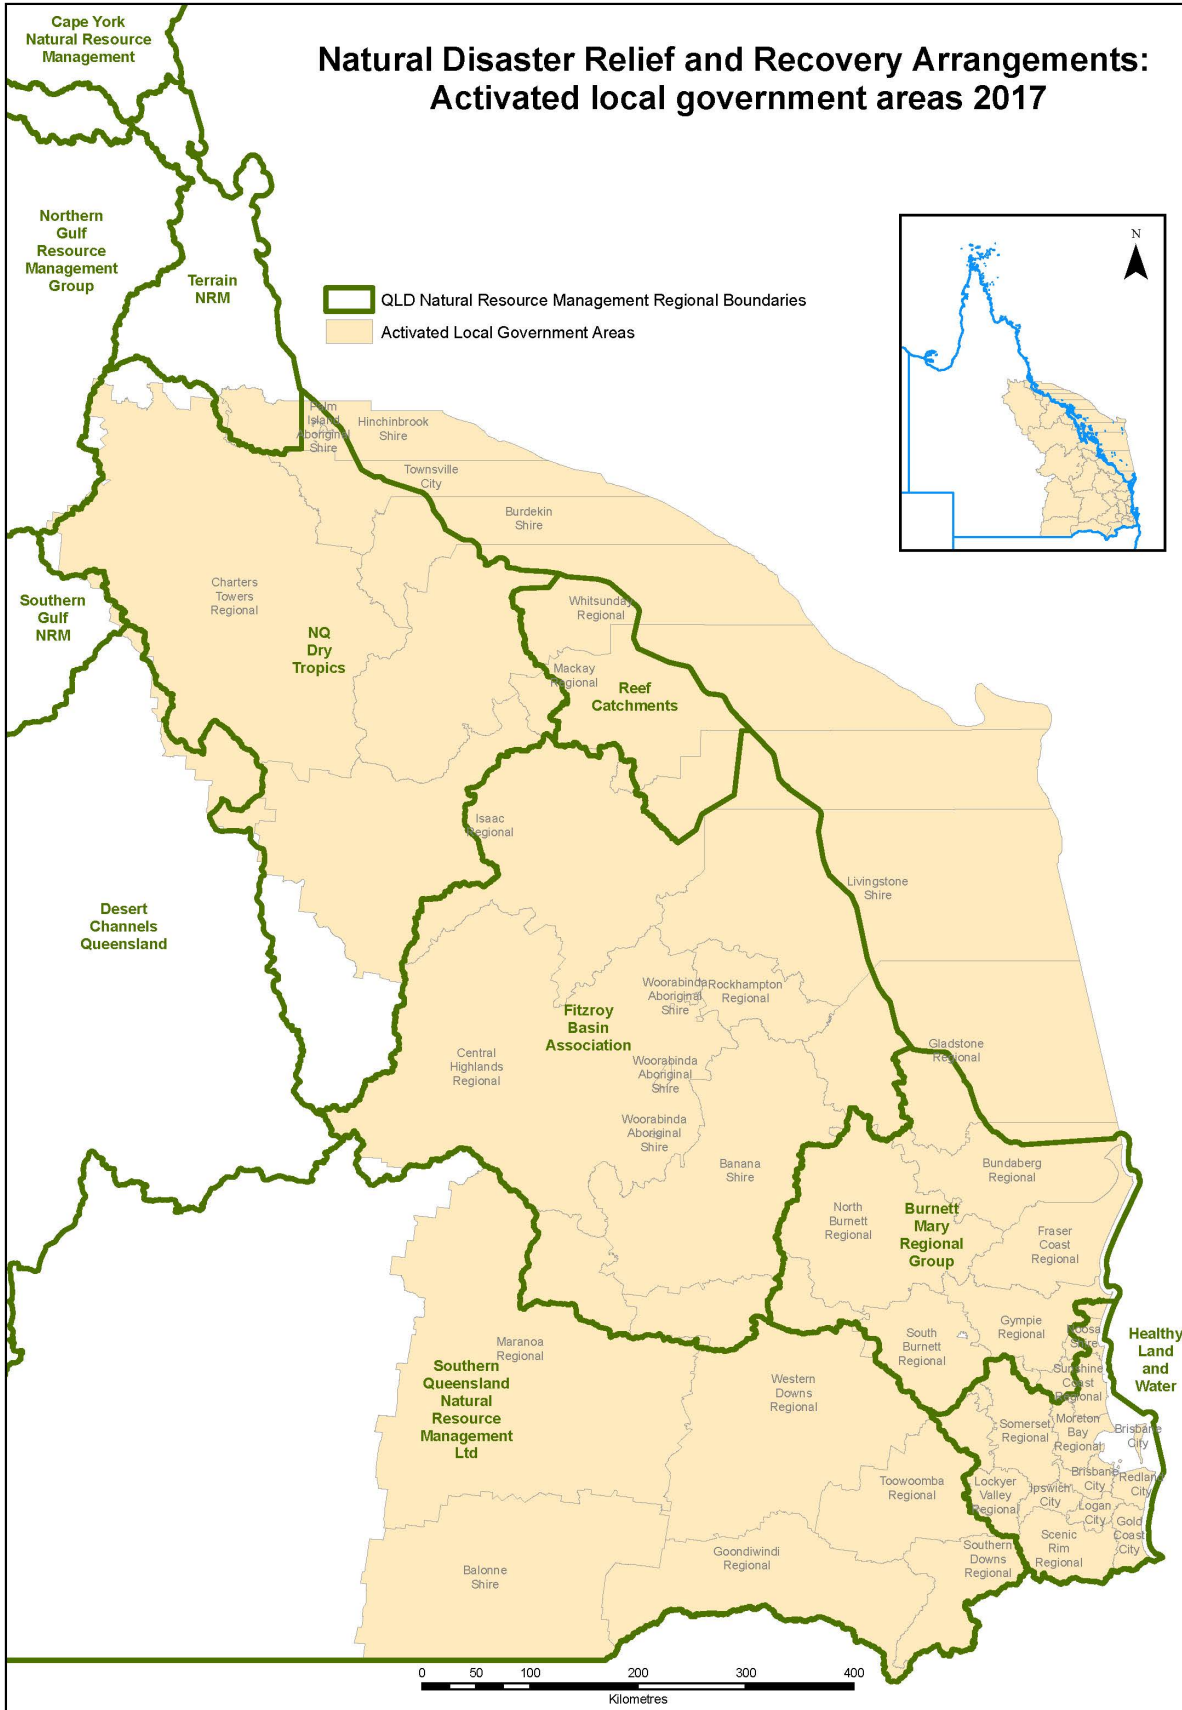 Cape York
Natural Resource
Management
Natural Disaster Relief and Recovery Arrangements:
Activated local government areas 2017
Northern
Gulf
Resource
Management
Group
Terrain
NRM
N
QLD Natural Resource Management Regional Boundaries
Activated Local Government Areas
Palm
Island
Aboriginal
Shire
Hinchinbrook
Shire
Townsville
City
Burdekin
Shire
Charters
Towers
Regional
Southern
Gulf
NRM
NQ
Dry
Tropics
Whitsunday
Regional
Mackay
Regional
Reef
Catchments
Isaac
Regional
Livingstone
Shire
Desert
Channels
Queensland
Woorabinda
Aboriginal
Shire
Rockhampton
Regional
Fitzroy
Basin
Association
Central
Highlands
Regional
Woorabinda
Aboriginal
Shire
Gladstone
Regional
Woorabinda
Aboriginal
Shire
Banana
Shire
Bundaberg
Regional
North
Burnett
Regional
Burnett
Mary
Regional
Group
Fraser
Coast
Regional
Maranoa
Regional
Southern
Queensland
Natural
Resource
Management
Ltd
South
Burnett
Regional
Gympie
Regional
Noosa
Shire
Sunshine
Coast
Regional
Healthy
Land
and
Water
Western
Downs
Regional
Somerset
Regional
Moreton
Bay
Regional
Brisbane
City
Toowoomba
Regional
Lockyer
Valley
Regional
Ipswich
City
Brisbane
City
Redland
City
Logan
City
Gold
Coast
City
Scenic
Rim
Regional
Southern
Downs
Regional
Goondiwindi
Regional
Balonne
Shire
0 50 100 200 300 400
Kilometres